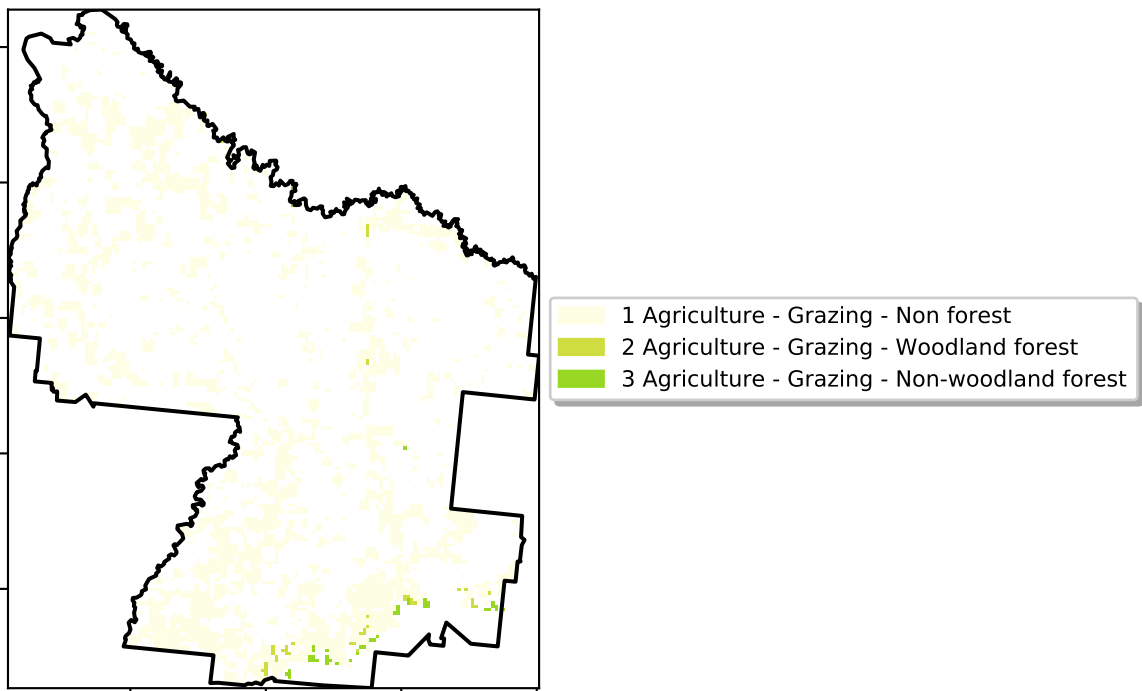 1 Agriculture - Grazing - Non forest
2 Agriculture - Grazing - Woodland forest
3 Agriculture - Grazing - Non-woodland forest